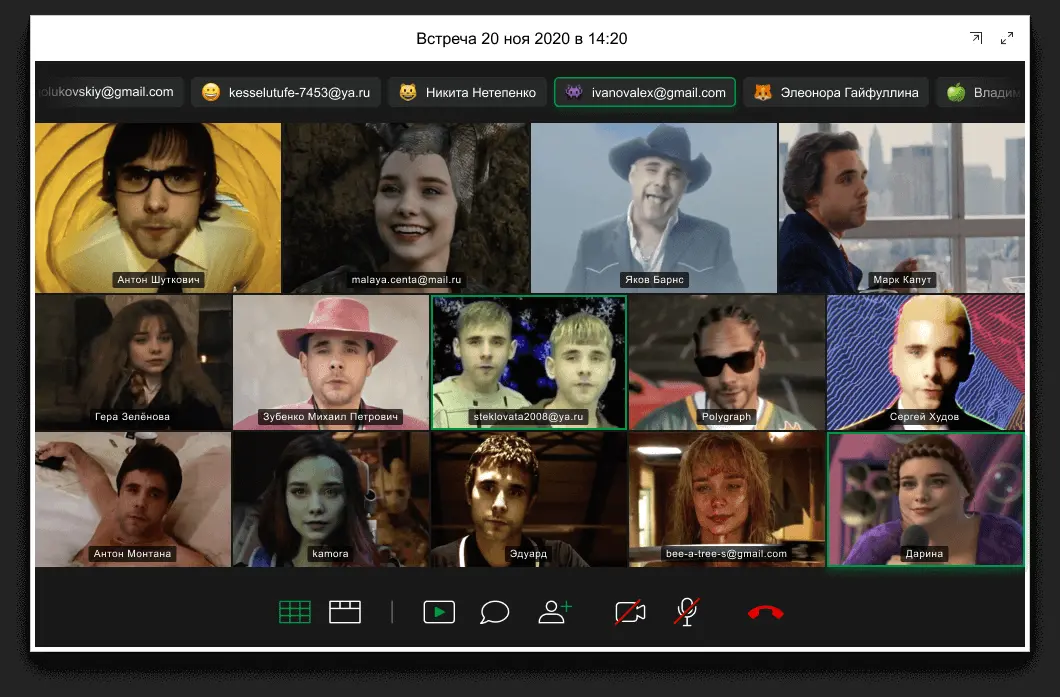 Встреча 20 ноя 2020 в 14:20
olukovskiy@gmail.com
kesselutufe-7453@ya.ru
Никита Нетепенко
ivanovalex@gmail.com
Элеонора Гайфуллина
Владим
Антон Шуткович
malaya.centa@mail.ru
Яков Барнс
Марк Капут
Гера Зелёнова
Зубенко Михаил Петрович
steklovata2008@ya.ru
Polygraph
Сергей Худов
Антон Монтана
kamora
Эдуард
bee-a-tree-s@gmail.com
Дарина